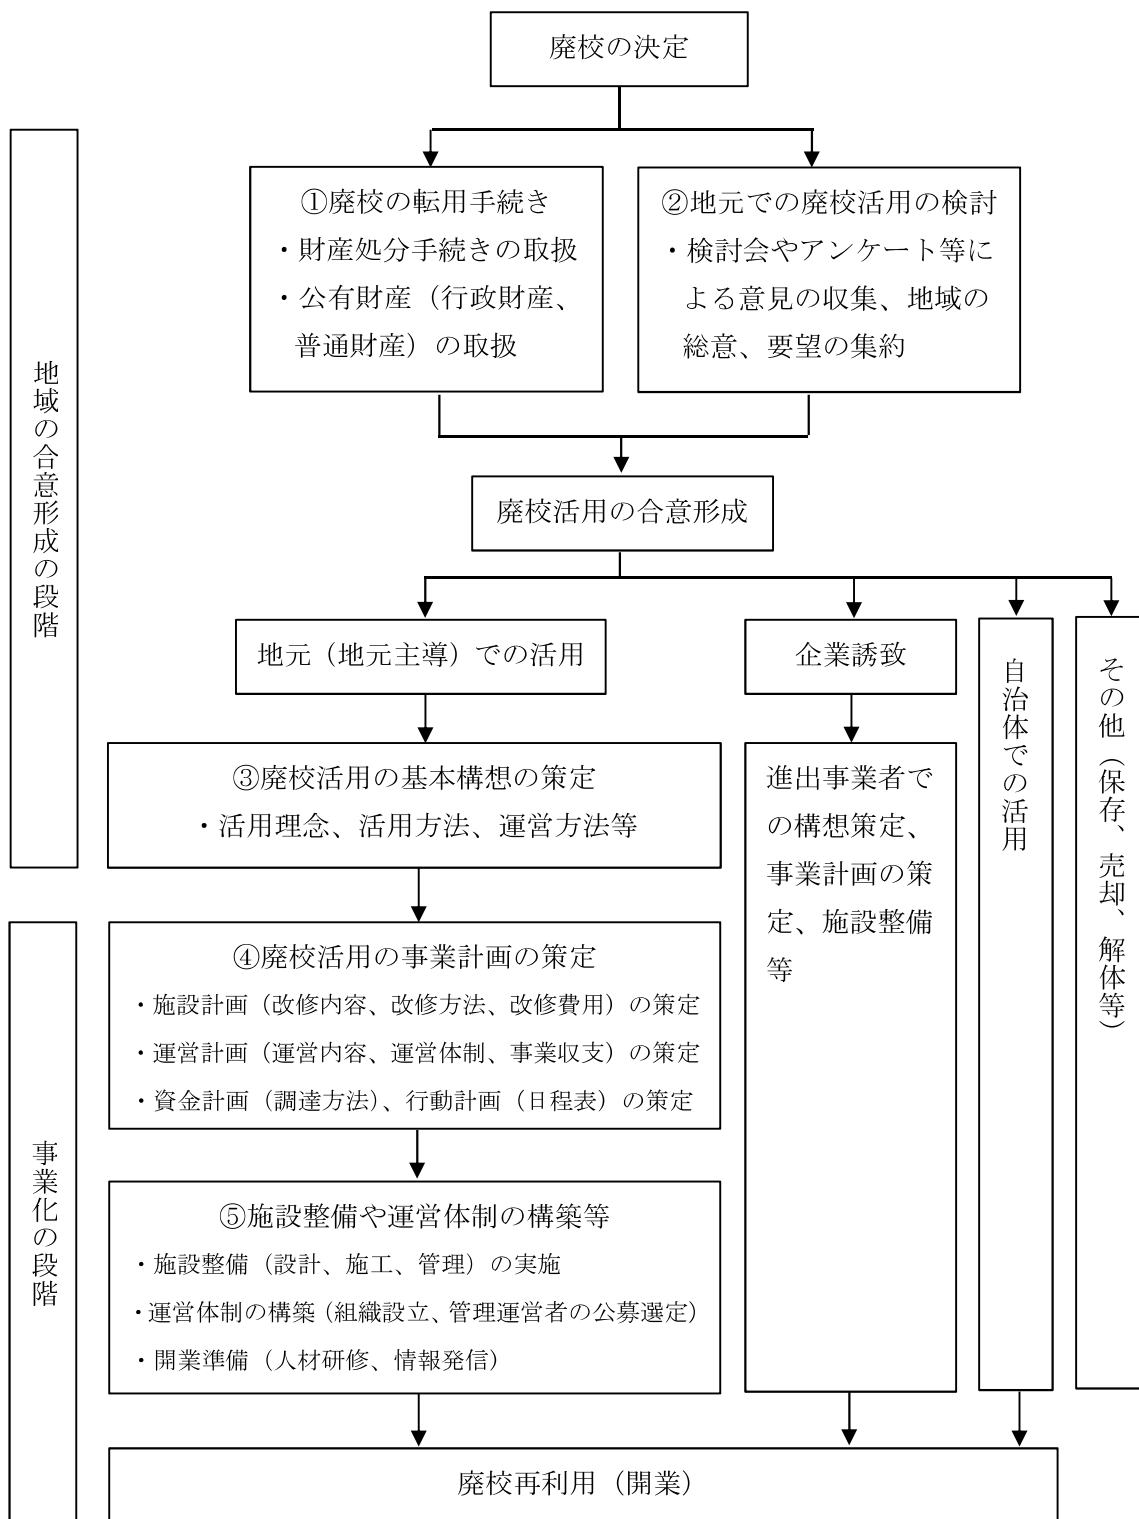 廃校の決定
地域の合意形成の段階
①廃校の転用手続き
・財産処分手続きの取扱
・公有財産（行政財産、
普通財産）の取扱
②地元での廃校活用の検討
・検討会やアンケート等に
よる意見の収集、地域の
総意、要望の集約
廃校活用の合意形成
地元（地元主導）での活用
企業誘致
自治体での活用
その他（保存、売却、解体等）
③廃校活用の基本構想の策定
・活用理念、活用方法、運営方法等
進出事業者で
の構想策定、
事業計画の策
定、施設整備
等
事業化の段階
④廃校活用の事業計画の策定
・施設計画（改修内容、改修方法、改修費用）の策定
・運営計画（運営内容、運営体制、事業収支）の策定
・資金計画（調達方法）、行動計画（日程表）の策定
⑤施設整備や運営体制の構築等
・施設整備（設計、施工、管理）の実施
・運営体制の構築（組織設立、管理運営者の公募選定）
・開業準備（人材研修、情報発信）
廃校再利用（開業）